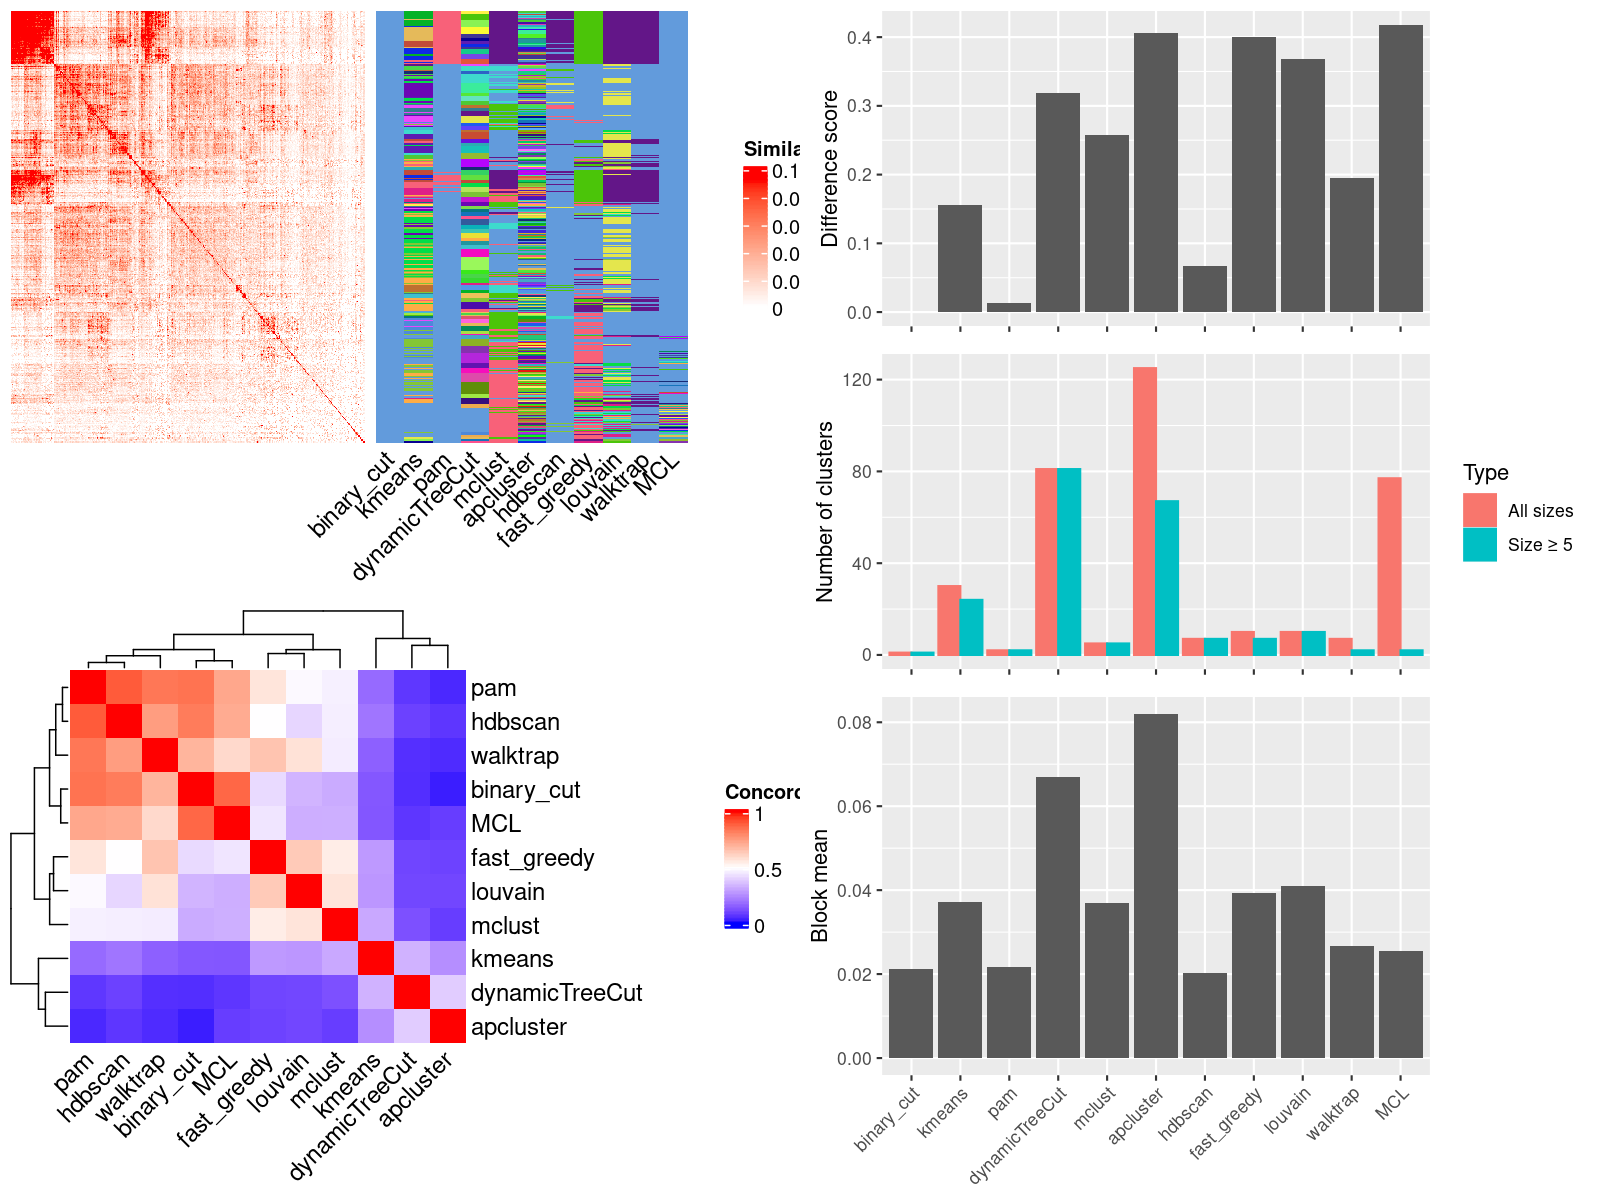 Simila
0.1
0.0
0.0
0.0
0.0
0
binary_cut
kmeans
pam
dynamicTreeCut
mclust
apcluster
hdbscan
fast_greedy
louvain
walktrap
MCL
pam
hdbscan
walktrap
binary_cut
MCL
fast_greedy
louvain
mclust
kmeans
dynamicTreeCut
apcluster
pam
hdbscan
walktrap
binary_cut
MCL
fast_greedy
louvain
mclust
kmeans
dynamicTreeCut
apcluster
Concord
1
0.5
0
Difference score
0.4
0.3
0.2
0.1
0.0
Number of clusters
120
80
40
0
Type
All sizes
Size ≥ 5
Block mean
0.08
0.06
0.04
0.02
0.00
binary_cut
kmeans
pam
dynamicTreeCut
mclust
apcluster
hdbscan
fast_greedy
louvain
walktrap
MCL